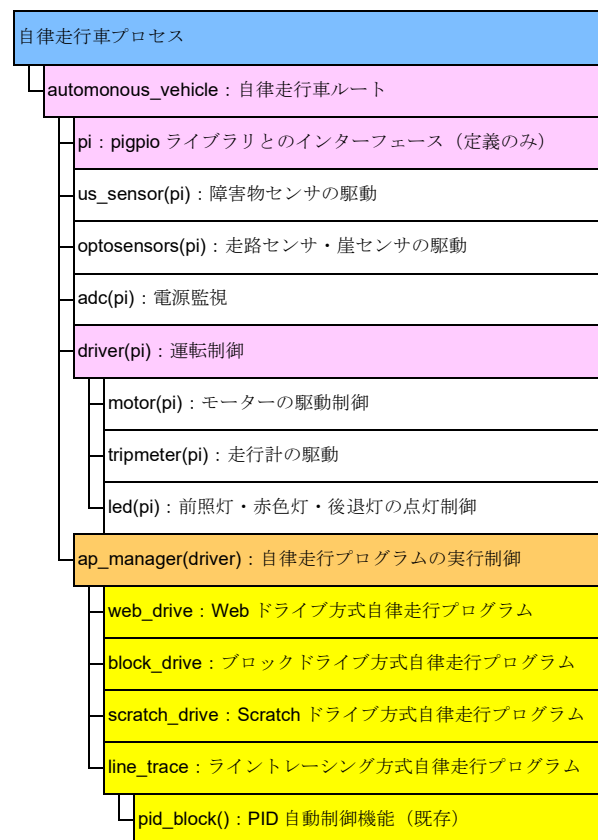 自律走行車プロセス
automonous_vehicle：自律走行車ルート
pi：pigpio ライブラリとのインターフェース（定義のみ）
us_sensor(pi)：障害物センサの駆動
optosensors(pi)：走路センサ・崖センサの駆動
adc(pi)：電源監視
driver(pi)：運転制御
motor(pi)：モーターの駆動制御
tripmeter(pi)：走行計の駆動
led(pi)：前照灯・赤色灯・後退灯の点灯制御
ap_manager(driver)：自律走行プログラムの実行制御
web_drive：Web ドライブ方式自律走行プログラム
block_drive：ブロックドライブ方式自律走行プログラム
scratch_drive：Scratch ドライブ方式自律走行プログラム
line_trace：ライントレーシング方式自律走行プログラム
pid_block()：PID 自動制御機能（既存）